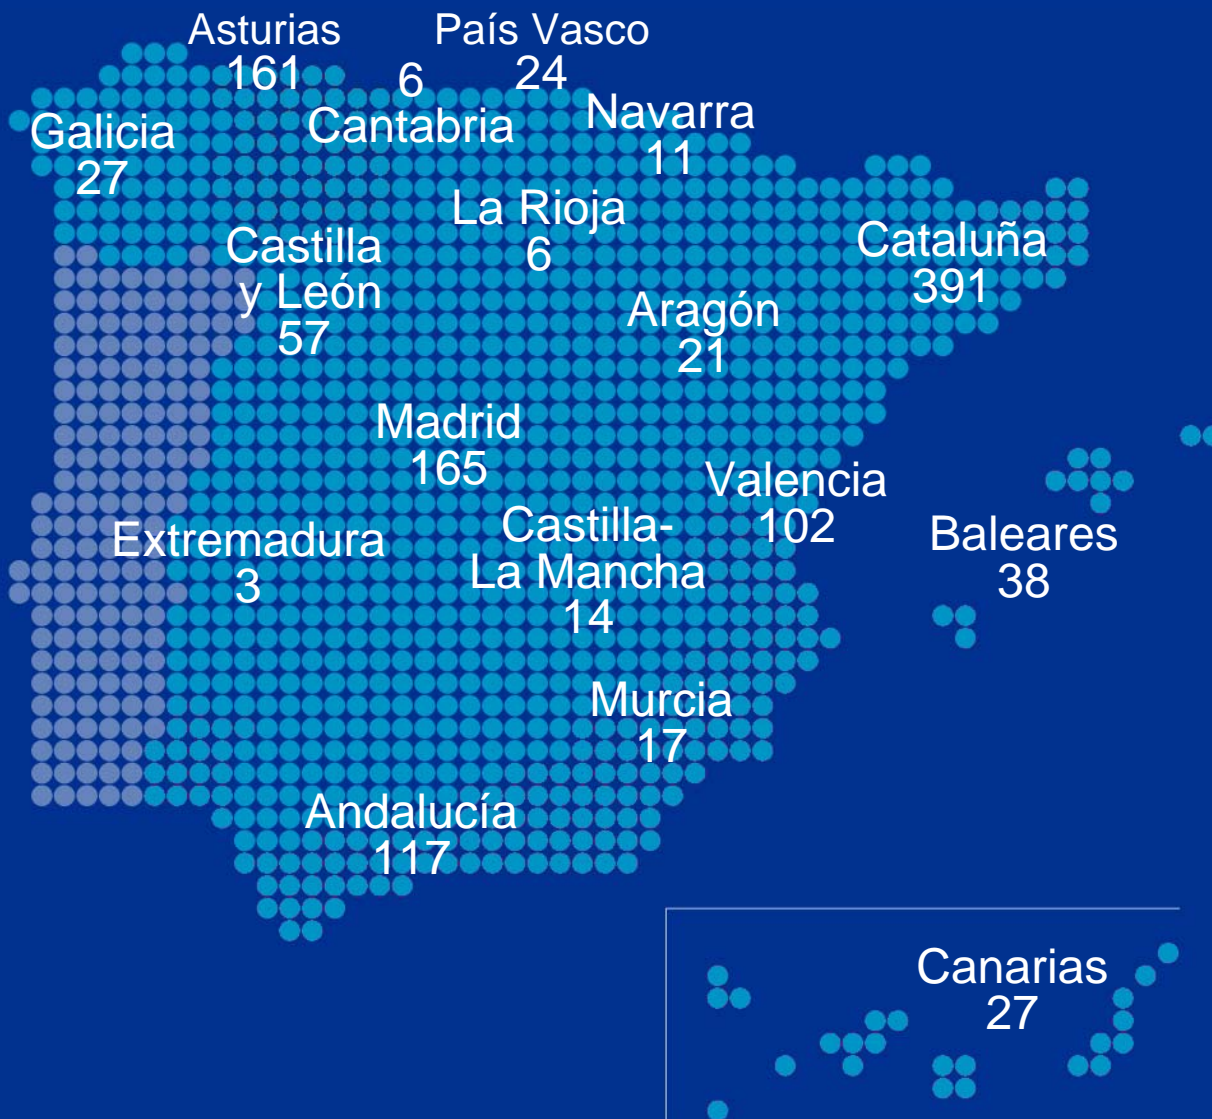 Asturias
161
6
Cantabria
País Vasco
24
Navarra
11
Galicia
27
La Rioja
6
Castilla
y León
57
Cataluña
391
Aragón
21
Madrid
165
Valencia
102
Extremadura
3
Castilla-
La Mancha
14
Baleares
38
Murcia
17
Andalucía
117
Canarias
27